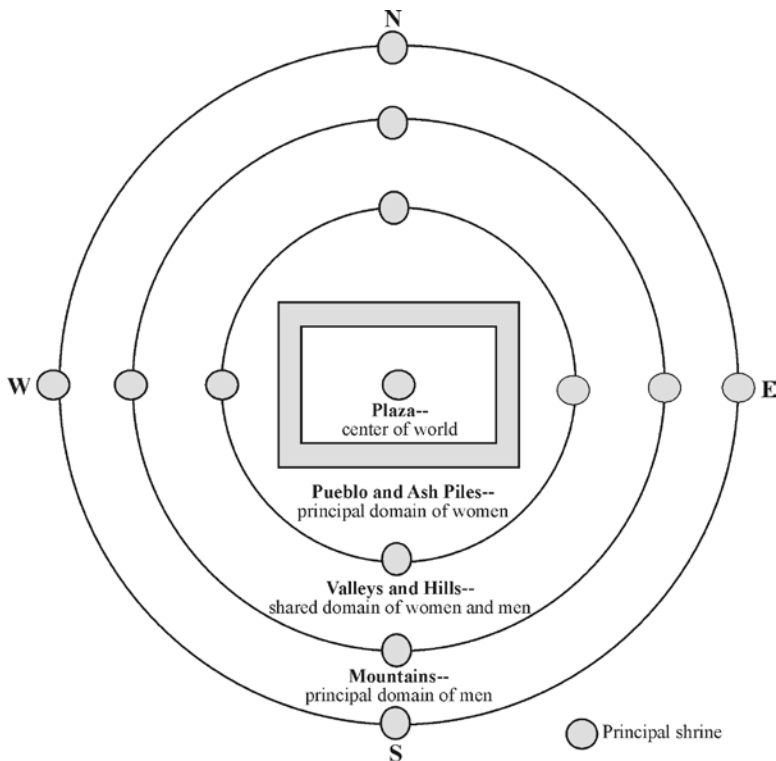 N
W
E
Plaza--
center of world
Pueblo and Ash Piles--
principal domain of women
Valleys and Hills--
shared domain of women and men
Mountains--
principal domain of men
Principal shrine
S